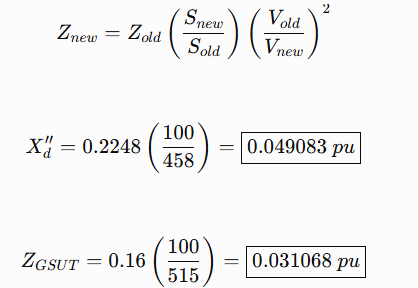 Z_{new} = Z_{old} \left( \frac{S_{new}}{S_{old}} \right) \left( \frac{V_{old}}{V_{new}} \right)^2
X_d'' = 0.2248 \left( \frac{100}{458} \right) = \boxed{0.049083 \ pu}
Z_{GSUT} = 0.16 \left( \frac{100}{515} \right) = \boxed{0.031068 \ pu}